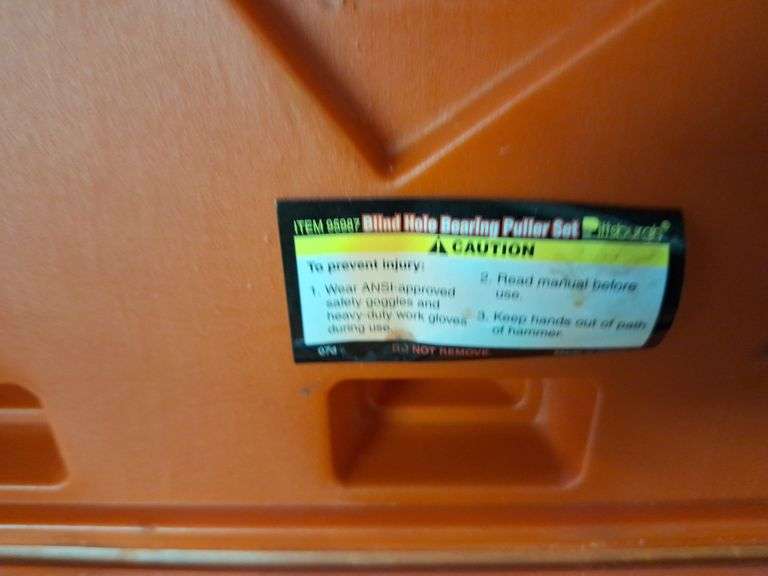 ITEM 95987 Blind Hole Bearing Puller Set Pittsburgh®
CAUTION
To prevent injury:
1. Wear ANSI-approved
safety goggles and
heavy-duty work gloves
during use.
2. Read manual before
use.
3. Keep hands out of path
of hammer.
DO NOT REMOVE